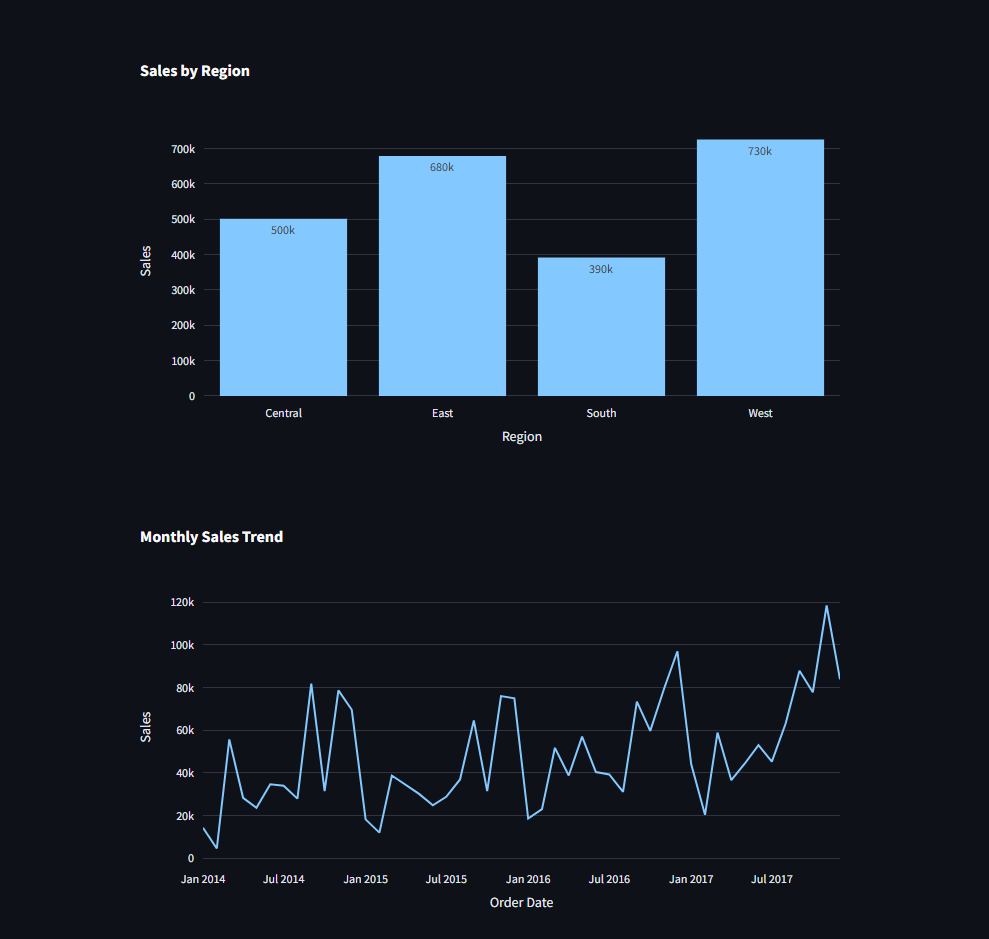 Sales by Region
700k
600k
500k
400k
300k
200k
100k
0
Sales
500k
680k
390k
730k
Central East South West
Region
Monthly Sales Trend
120k
100k
80k
60k
40k
20k
0
Sales
Jan 2014 Jul 2014 Jan 2015 Jul 2015 Jan 2016 Jul 2016 Jan 2017 Jul 2017
Order Date